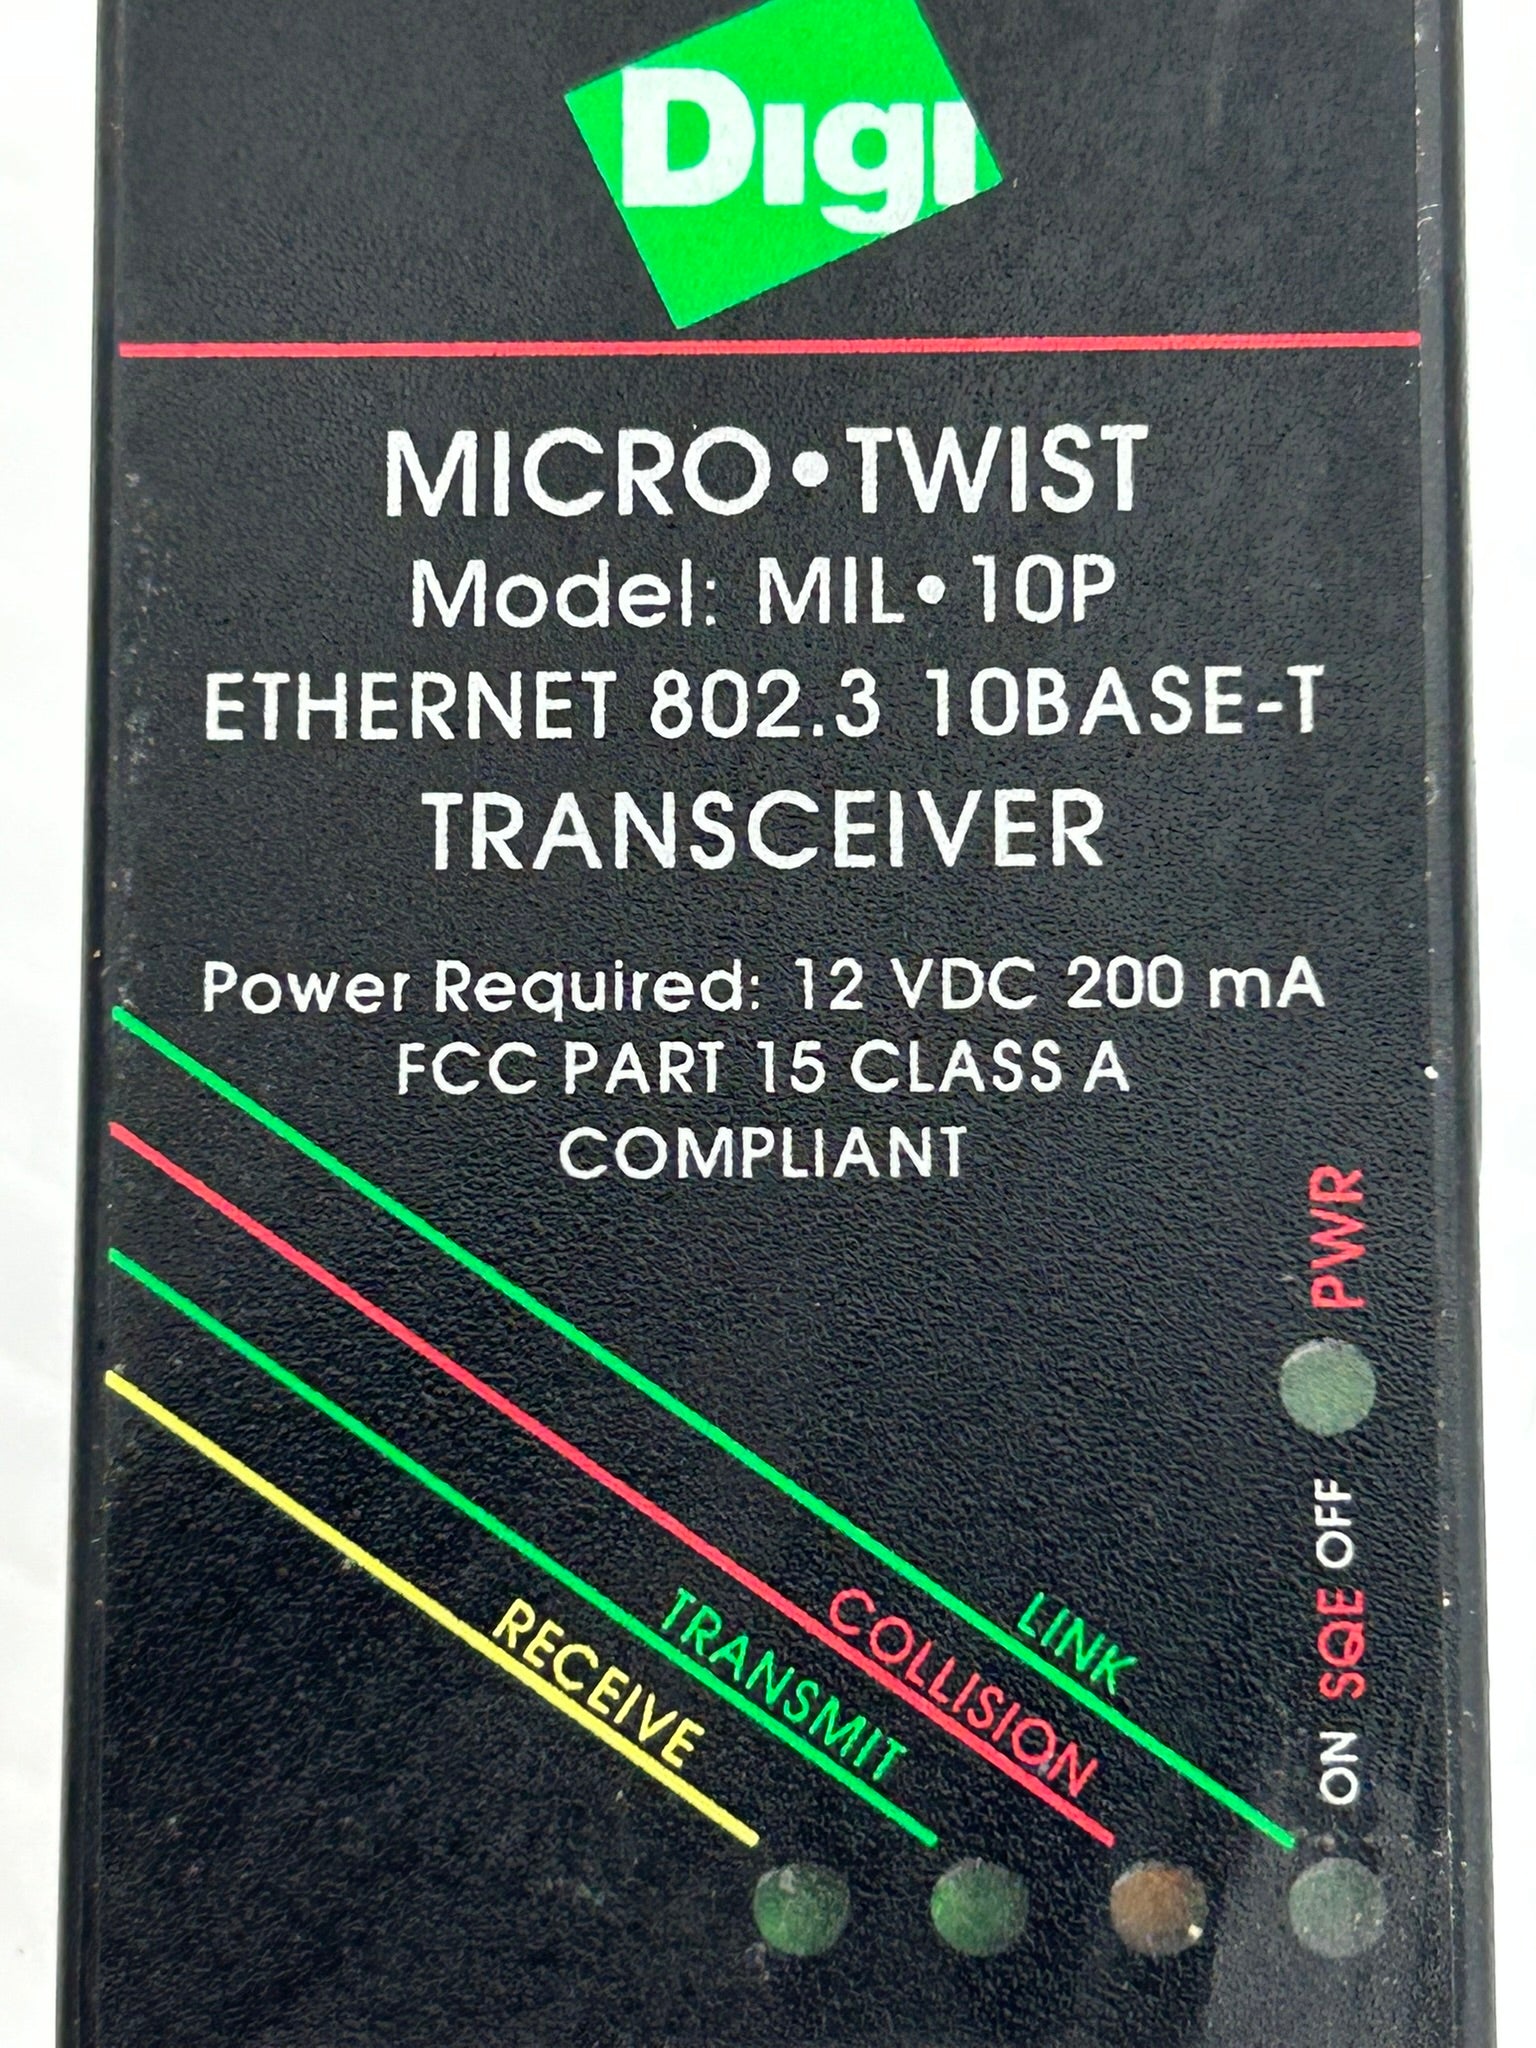 Digi
MICRO•TWIST
Model: MIL•10P
ETHERNET 802.3 10BASE-T
TRANSCEIVER
Power Required: 12 VDC 200 mA
FCC PART 15 CLASS A
COMPLIANT
PWR
ON SQE OFF
LINK
COLLISION
TRANSMIT
RECEIVE